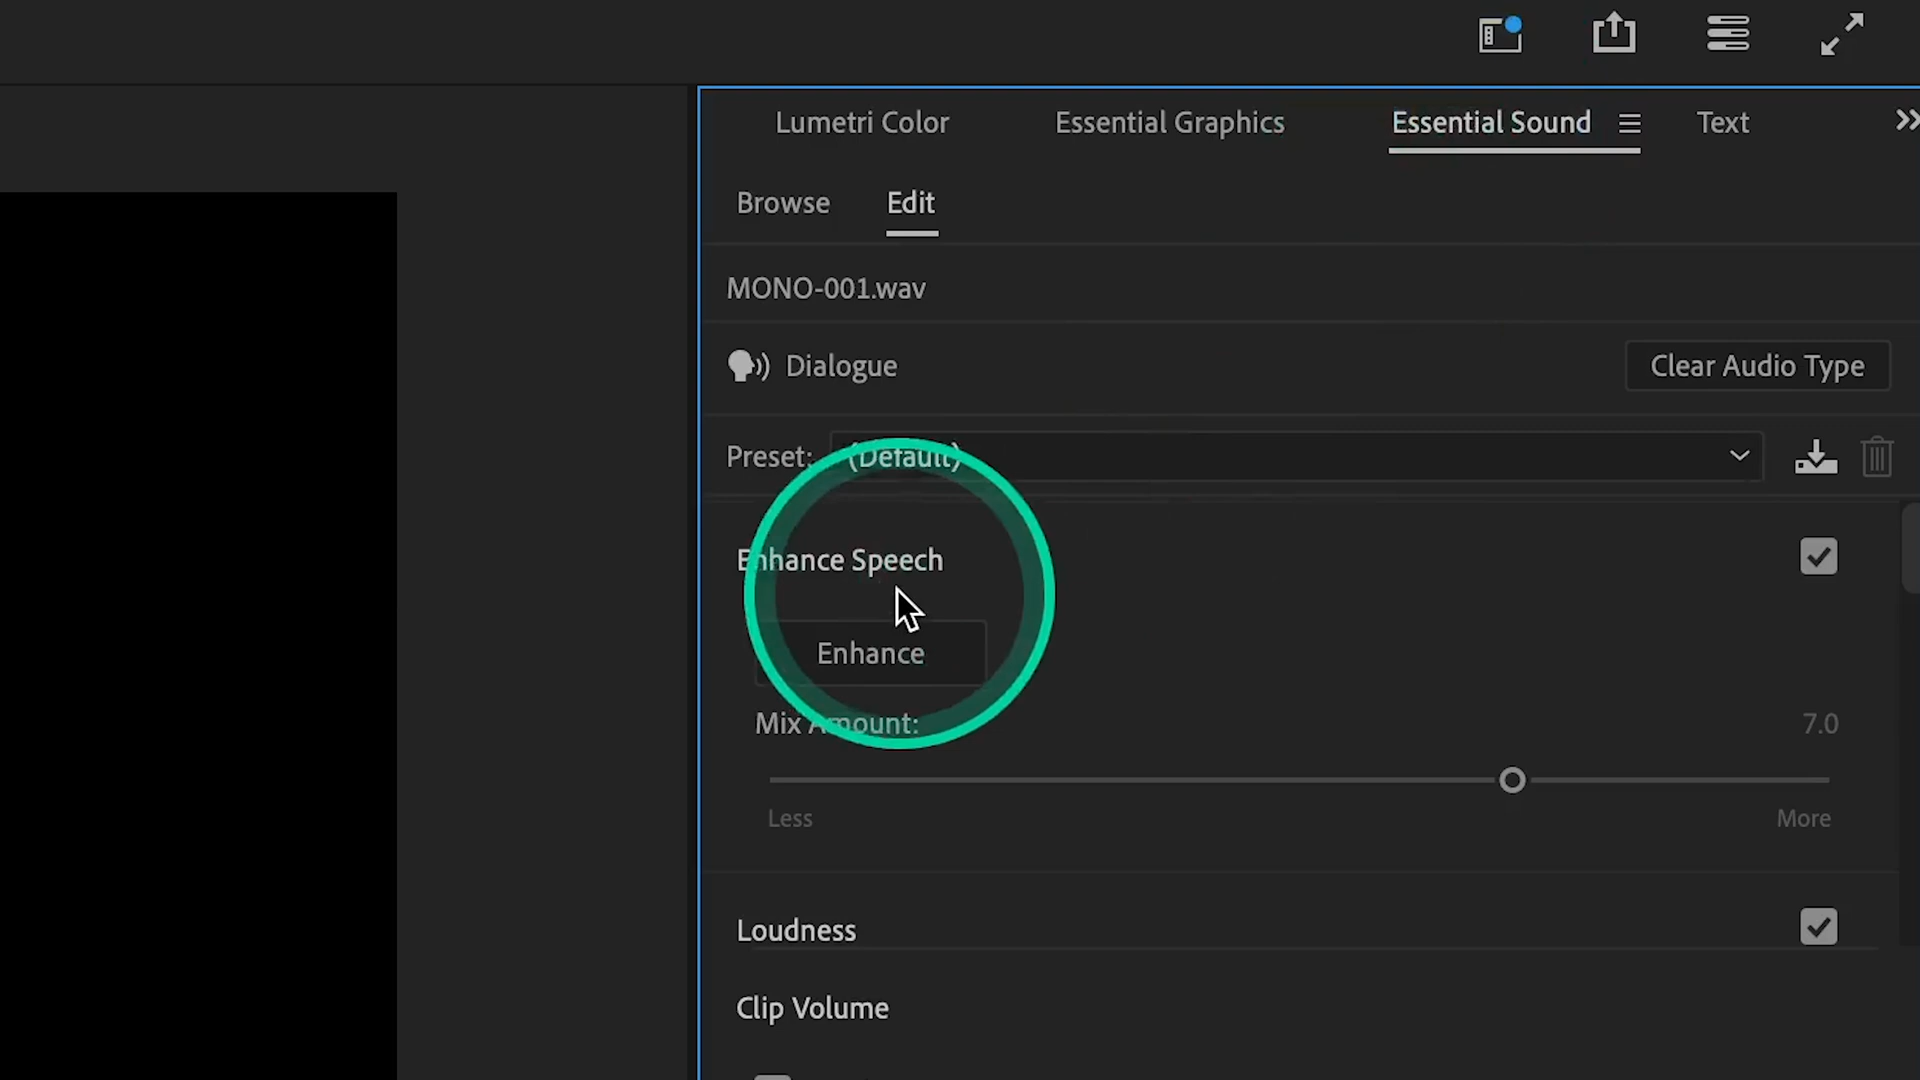 Lumetri Color Essential Graphics Essential Sound Text
Browse Edit
MONO-001.wav
Dialogue Clear Audio Type
Preset: (Default)
Enhance Speech
Enhance
Mix Amount: 7.0
Less More
Loudness
Clip Volume